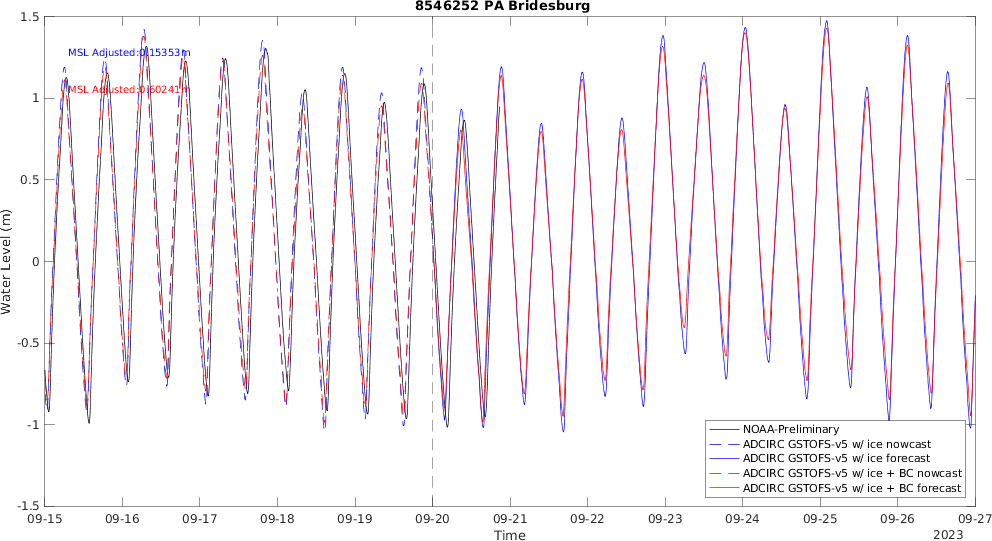 8546252 PA Bridesburg
1.5
1
0.5
0
-0.5
-1
-1.5
Water Level (m)
MSL Adjusted:0.15353m
MSL Adjusted:0.60241m
NOAA-Preliminary
ADCIRC GSTOFS-v5 w/ ice nowcast
ADCIRC GSTOFS-v5 w/ ice forecast
ADCIRC GSTOFS-v5 w/ ice + BC nowcast
ADCIRC GSTOFS-v5 w/ ice + BC forecast
09-15 09-16 09-17 09-18 09-19 09-20 09-21 09-22 09-23 09-24 09-25 09-26 09-27
Time
2023